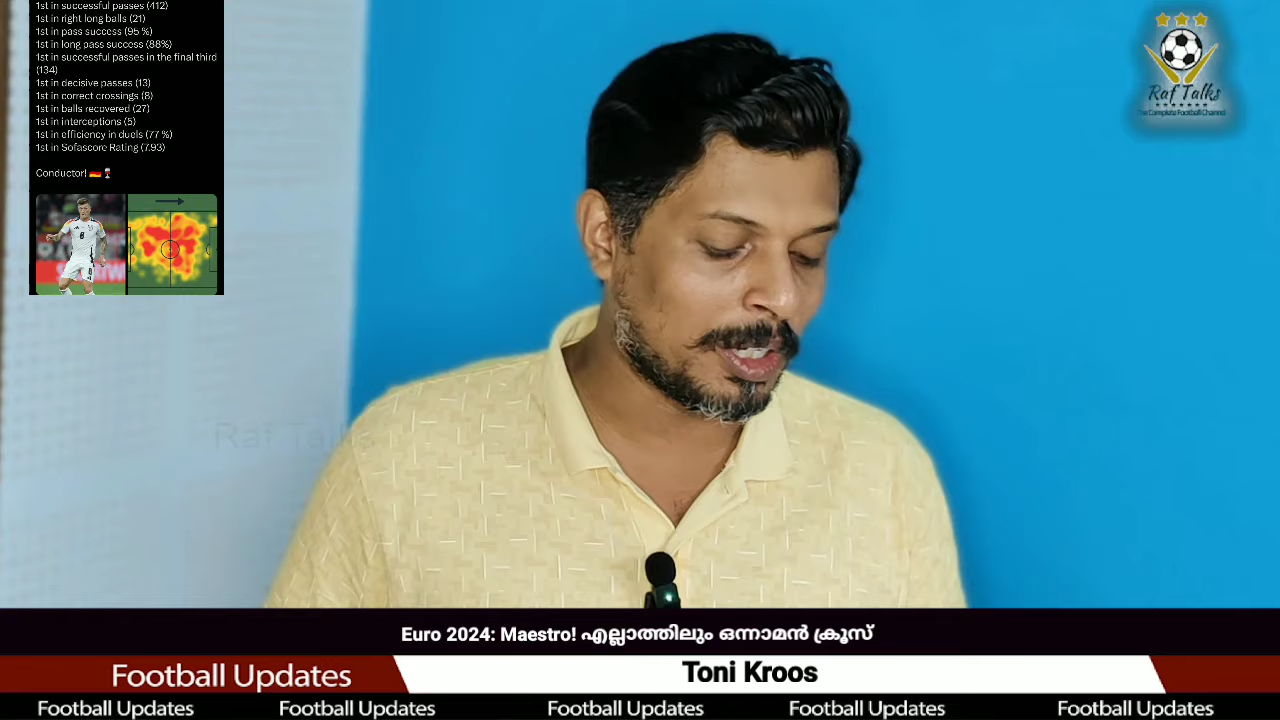 1st in successful passes (412)
1st in right long balls (21)
1st in pass success (95 %)
1st in long pass success (88%)
1st in successful passes in the final third
(134)
1st in decisive passes (13)
1st in correct crossings (8)
1st in balls recovered (27)
1st in interceptions (5)
1st in efficiency in duels (77 %)
1st in Sofascore Rating (7.93)
Conductor! 🇩🇪🍷
Raf Talks
The Complete Football Channel
Raf Talks
Euro 2024: Maestro! എല്ലാത്തിലും ഒന്നാമൻ ക്രൂസ്
Football Updates
Toni Kroos
Football Updates Football Updates Football Updates Football Updates Football Updates